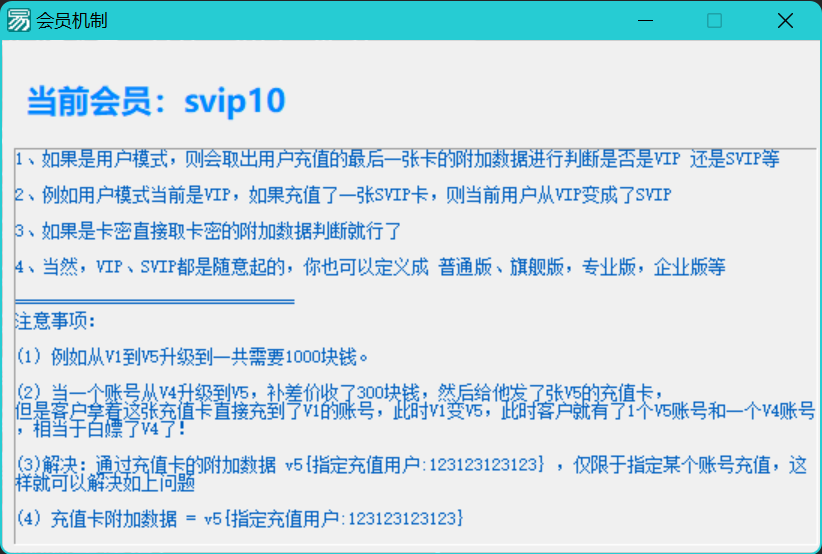 会员机制
当前会员：svip10
1、如果是用户模式，则会取出用户充值的最后一张卡的附加数据进行判断是否是VIP 还是SVIP等
2、例如用户模式当前是VIP，如果充值了一张SVIP卡，则当前用户从VIP变成了SVIP
3、如果是卡密直接取卡密的附加数据判断就行了
4、当然，VIP、SVIP都是随意起的，你也可以定义成 普通版、旗舰版，专业版，企业版等
═══════════════════════
注意事项：
(1) 例如从V1到V5升级到一共需要1000块钱。
(2) 当一个账号从V4升级到V5，补差价收了300块钱，然后给他发了张V5的充值卡，
但是客户拿着这张充值卡直接充到了V1的账号，此时V1变V5，此时客户就有了1个V5账号和一个V4账号
，相当于白嫖了V4了！
(3)解决：通过充值卡的附加数据 v5{指定充值用户:123123123123} ，仅限于指定某个账号充值，这
样就可以解决如上问题
(4) 充值卡附加数据 = v5{指定充值用户:123123123123}